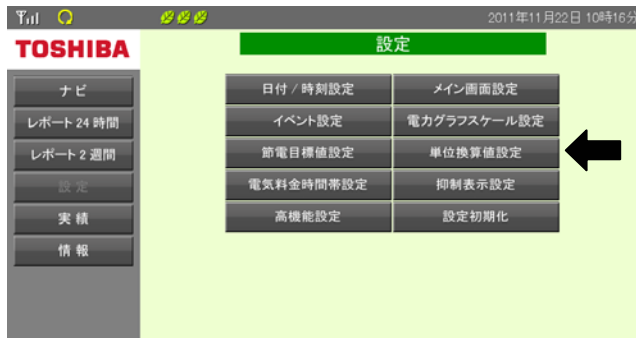 2011年11月22日 10時16分
TOSHIBA
設定
ナビ
レポート 24 時間
レポート 2 週間
設定
実績
情報
日付 / 時刻設定
メイン画面設定
イベント設定
電力グラフスケール設定
節電目標値設定
単位換算値設定
電気料金時間帯設定
抑制表示設定
高機能設定
設定初期化